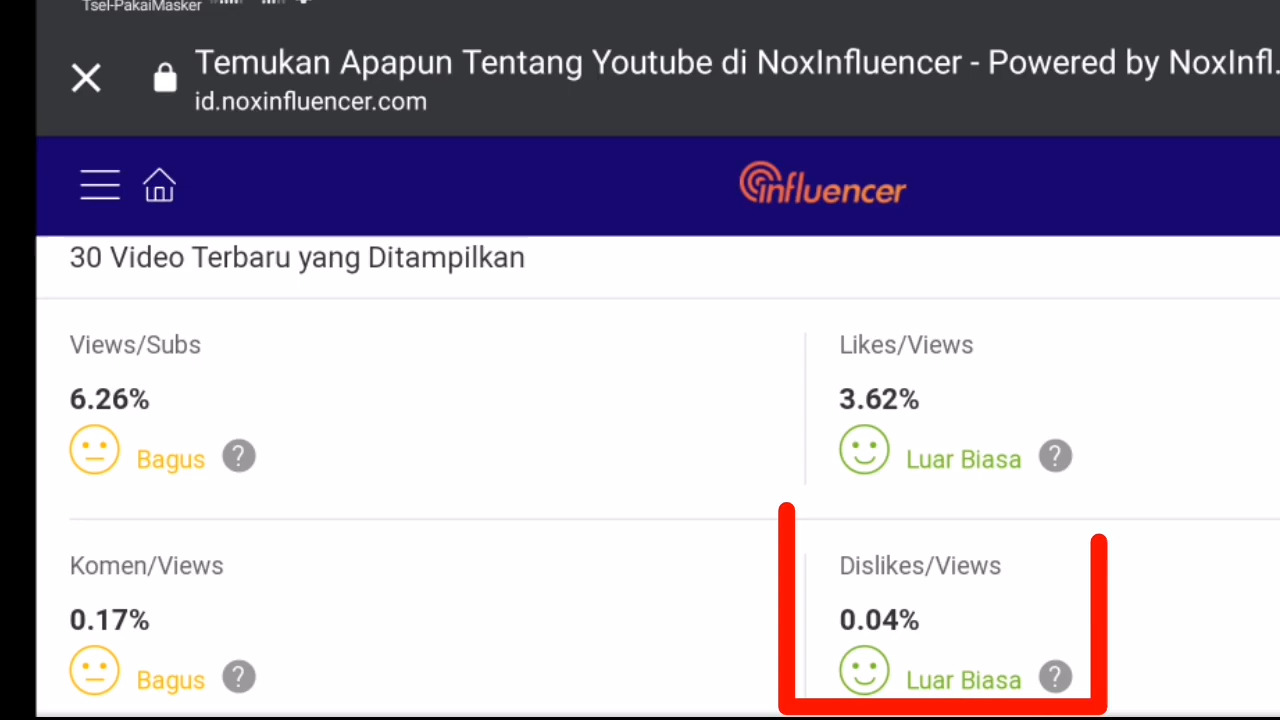 Tsel-PakaiMasker
Temukan Apapun Tentang Youtube di NoxInfluencer - Powered by NoxInfl...
id.noxinfluencer.com
influencer
30 Video Terbaru yang Ditampilkan
Views/Subs
6.26%
Bagus ?
Likes/Views
3.62%
Luar Biasa ?
Komen/Views
0.17%
Bagus ?
Dislikes/Views
0.04%
Luar Biasa ?